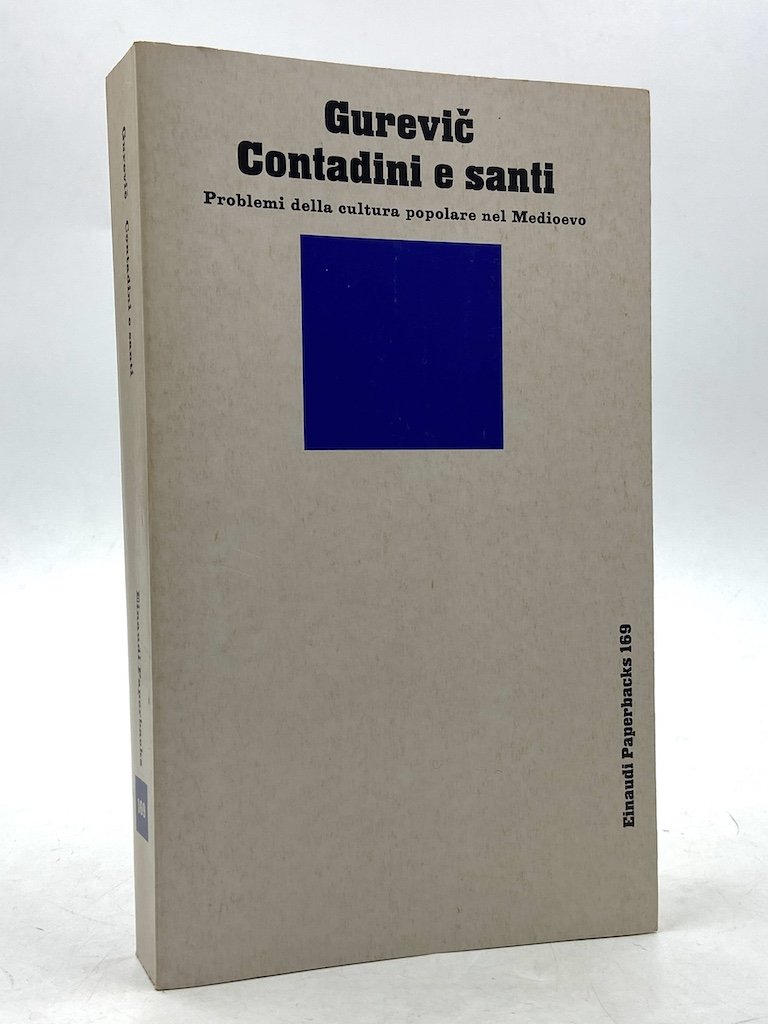 Gurevič
Contadini e santi
Problemi della cultura popolare nel Medioevo
Einaudi Paperbacks 169
Gurevič Contadini e santi
Einaudi Paperbacks
169